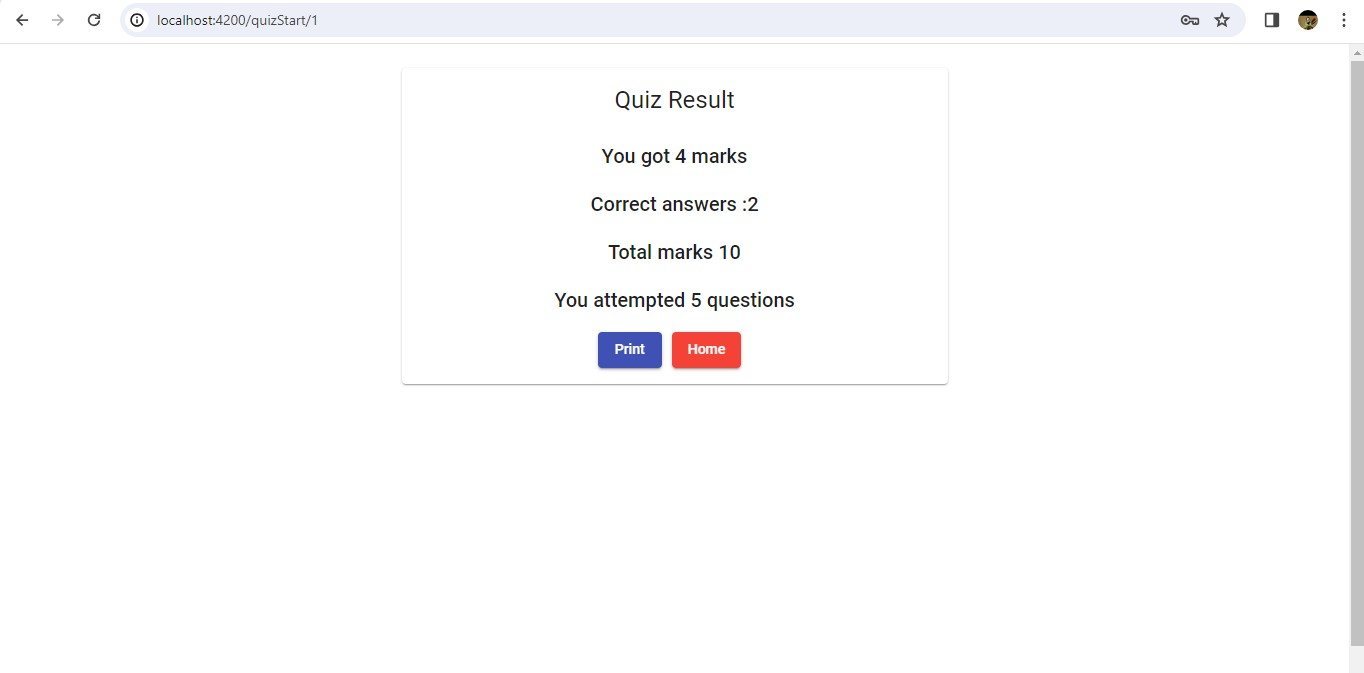 localhost:4200/quizStart/1
Quiz Result
You got 4 marks
Correct answers :2
Total marks 10
You attempted 5 questions
Print Home